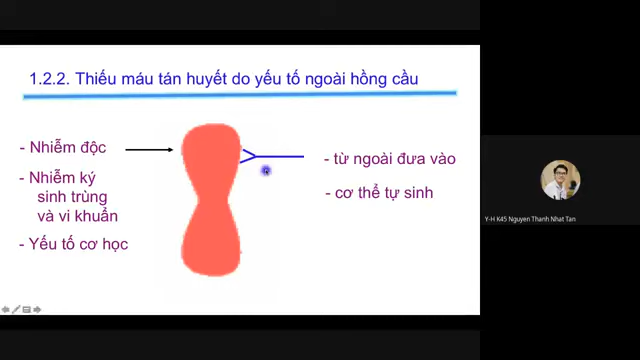 1.2.2. Thiếu máu tán huyết do yếu tố ngoài hồng cầu
- Nhiễm độc
- Nhiễm ký
sinh trùng
và vi khuẩn
- Yếu tố cơ học
- từ ngoài đưa vào
- cơ thể tự sinh
Y-H K45 Nguyen Thanh Nhat Tan